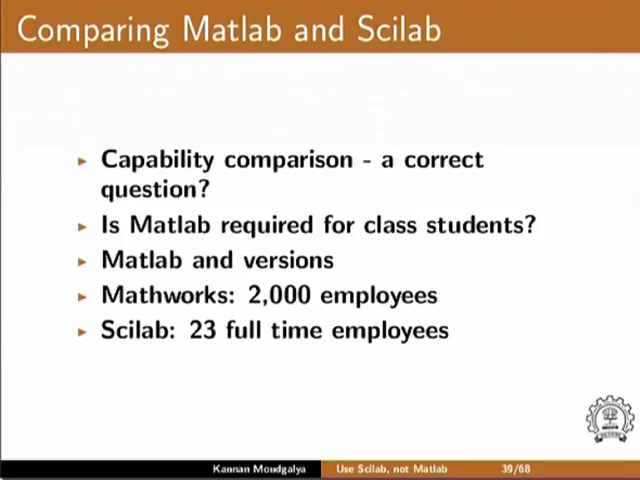 Comparing Matlab and Scilab
Capability comparison - a correct
question?
Is Matlab required for class students?
Matlab and versions
Mathworks: 2,000 employees
Scilab: 23 full time employees
Kannan Moudgalya Use Scilab, not Matlab 39/68